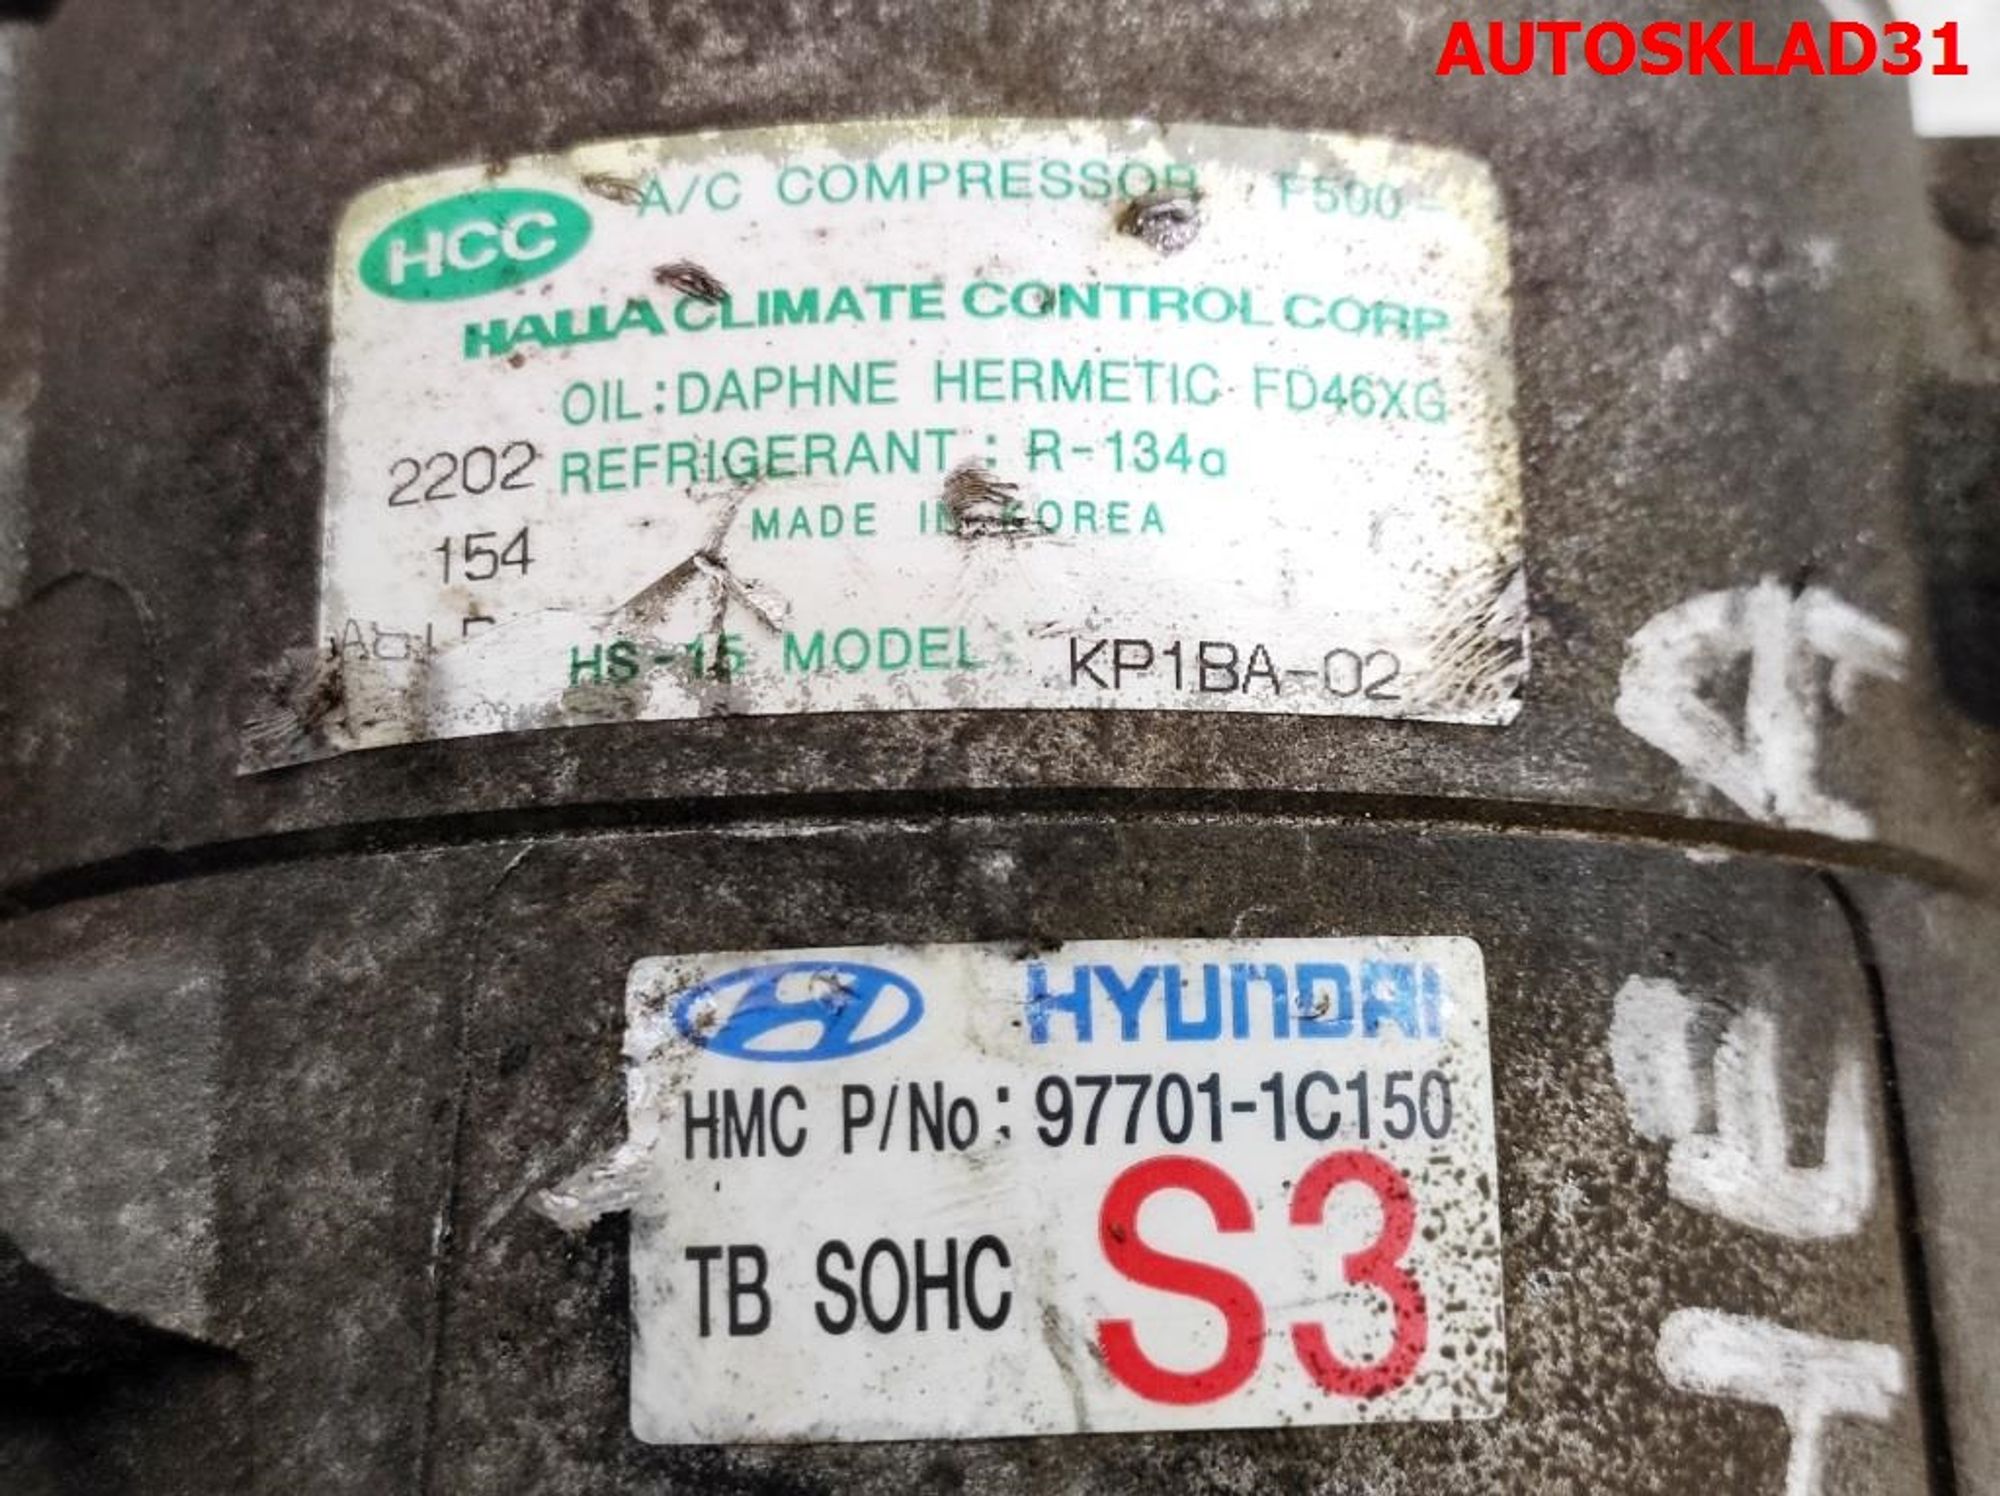 AUTOSKLAD31
HCC A/C COMPRESSOR F500-
HALLA CLIMATE CONTROL CORP.
OIL : DAPHNE HERMETIC FD46XG
2202 REFRIGERANT : R-134a
154 MADE IN KOREA
HS-15 MODEL: KP1BA-02
HYUNDAI
HMC P/No : 97701-1C150
TB SOHC S3